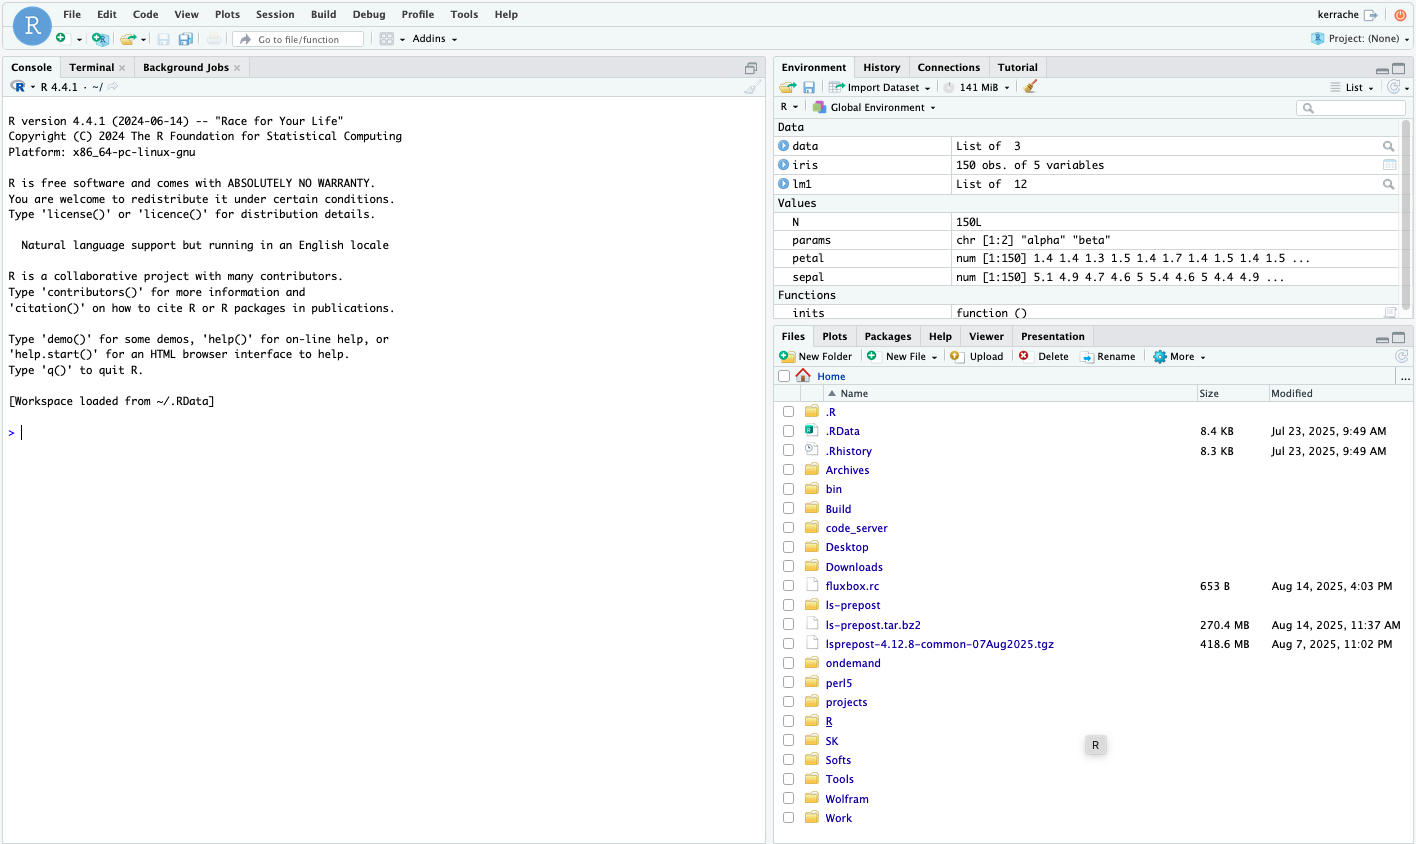 R File Edit Code View Plots Session Build Debug Profile Tools Help kerrache
Go to file/function Addins Project: (None)
Console Terminal Background Jobs
R R 4.4.1 · ~/
R version 4.4.1 (2024-06-14) -- "Race for Your Life"
Copyright (C) 2024 The R Foundation for Statistical Computing
Platform: x86_64-pc-linux-gnu
R is free software and comes with ABSOLUTELY NO WARRANTY.
You are welcome to redistribute it under certain conditions.
Type 'license()' or 'licence()' for distribution details.
Natural language support but running in an English locale
R is a collaborative project with many contributors.
Type 'contributors()' for more information and
'citation()' on how to cite R or R packages in publications.
Type 'demo()' for some demos, 'help()' for on-line help, or
'help.start()' for an HTML browser interface to help.
Type 'q()' to quit R.
[Workspace loaded from ~/.RData]
>
Environment History Connections Tutorial
Import Dataset 141 MiB List
R Global Environment
Data
data List of 3
iris 150 obs. of 5 variables
lm1 List of 12
Values
N 150L
params chr [1:2] "alpha" "beta"
petal num [1:150] 1.4 1.4 1.3 1.5 1.4 1.7 1.4 1.5 1.4 1.5 ...
sepal num [1:150] 5.1 4.9 4.7 4.6 5 5.4 4.6 5 4.4 4.9 ...
Functions
inits function ()
Files Plots Packages Help Viewer Presentation
New Folder New File Upload Delete Rename More
Home ...
Name Size Modified
.R
.RData 8.4 KB Jul 23, 2025, 9:49 AM
.Rhistory 8.3 KB Jul 23, 2025, 9:49 AM
Archives
bin
Build
code_server
Desktop
Downloads
fluxbox.rc 653 B Aug 14, 2025, 4:03 PM
ls-prepost
ls-prepost.tar.bz2 270.4 MB Aug 14, 2025, 11:37 AM
lsprepost-4.12.8-common-07Aug2025.tgz 418.6 MB Aug 7, 2025, 11:02 PM
ondemand
perl5
projects
R
SK
R
Softs
Tools
Wolfram
Work